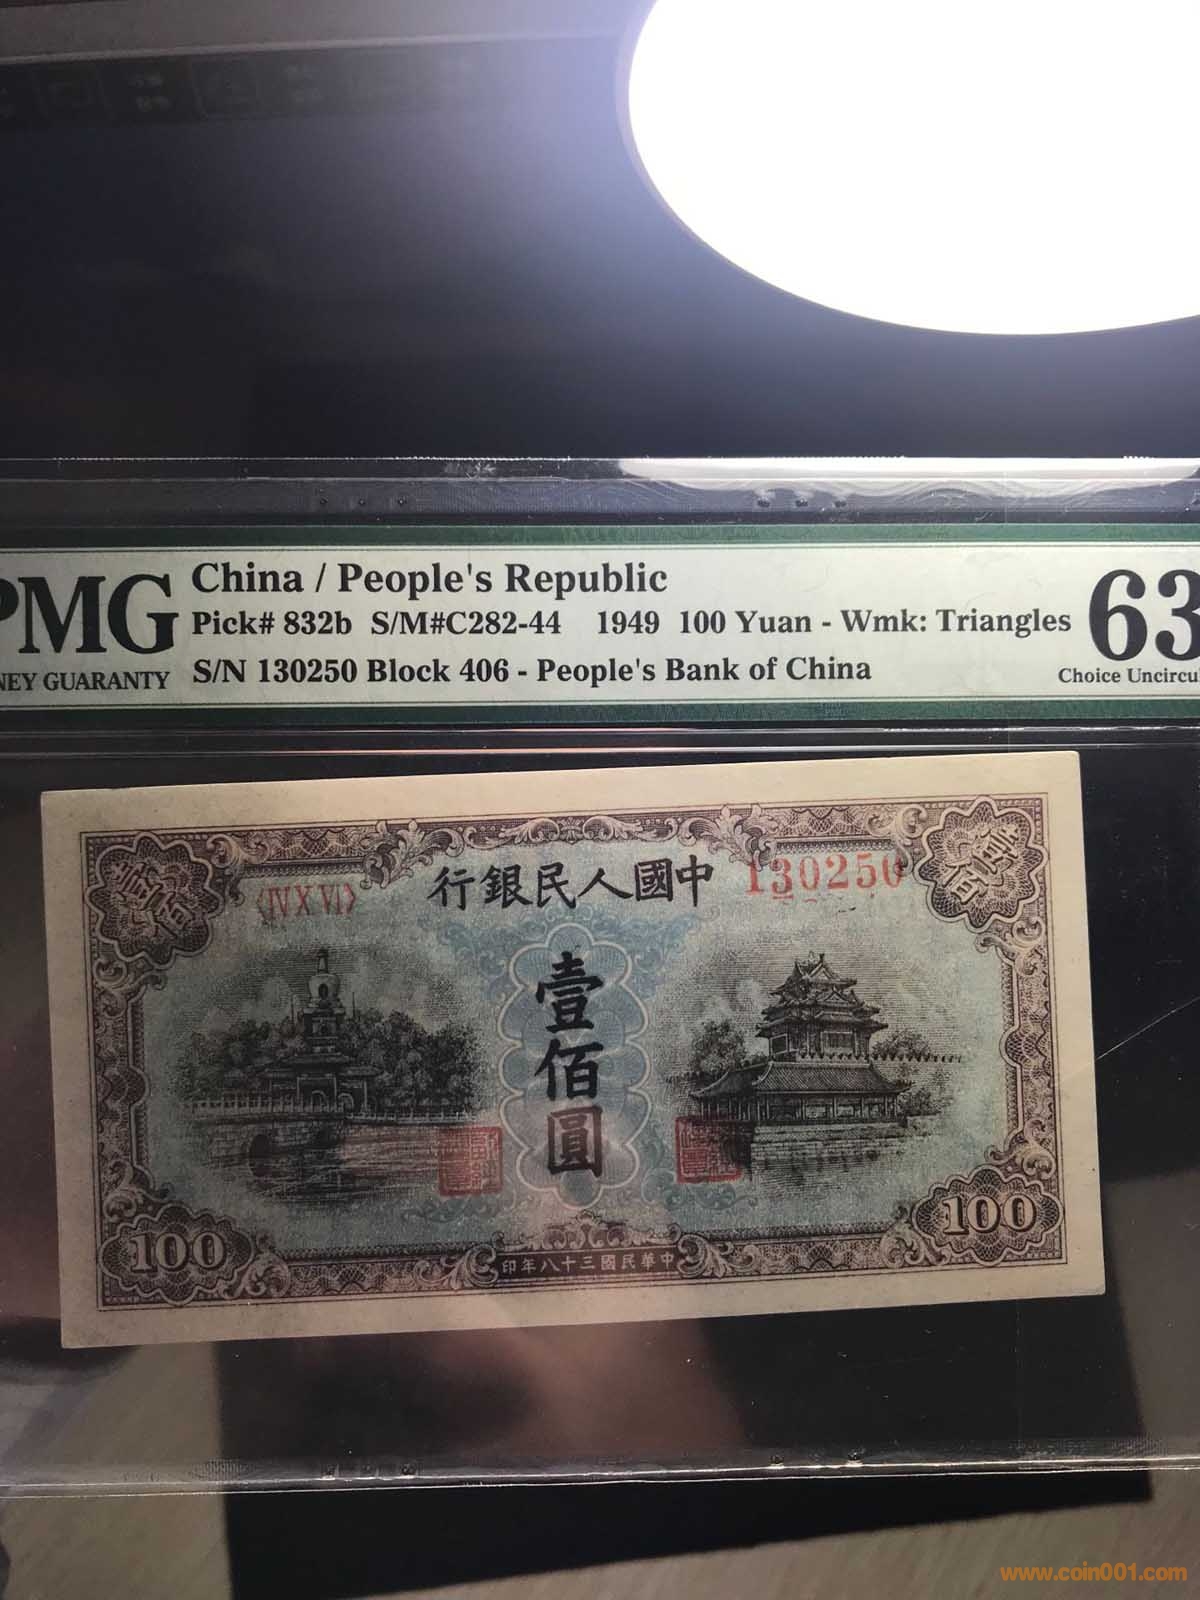 PMG
China / People's Republic
Pick# 832b S/M#C282-44 1949 100 Yuan - Wmk: Triangles
63
NEY GUARANTY
S/N 130250 Block 406 - People's Bank of China
Choice Uncircu
行銀民人國中
130250
〈IV X VI〉
壹佰
壹佰
壹
佰
圓
100
100
印年八十三國民華中
www.coin001.com